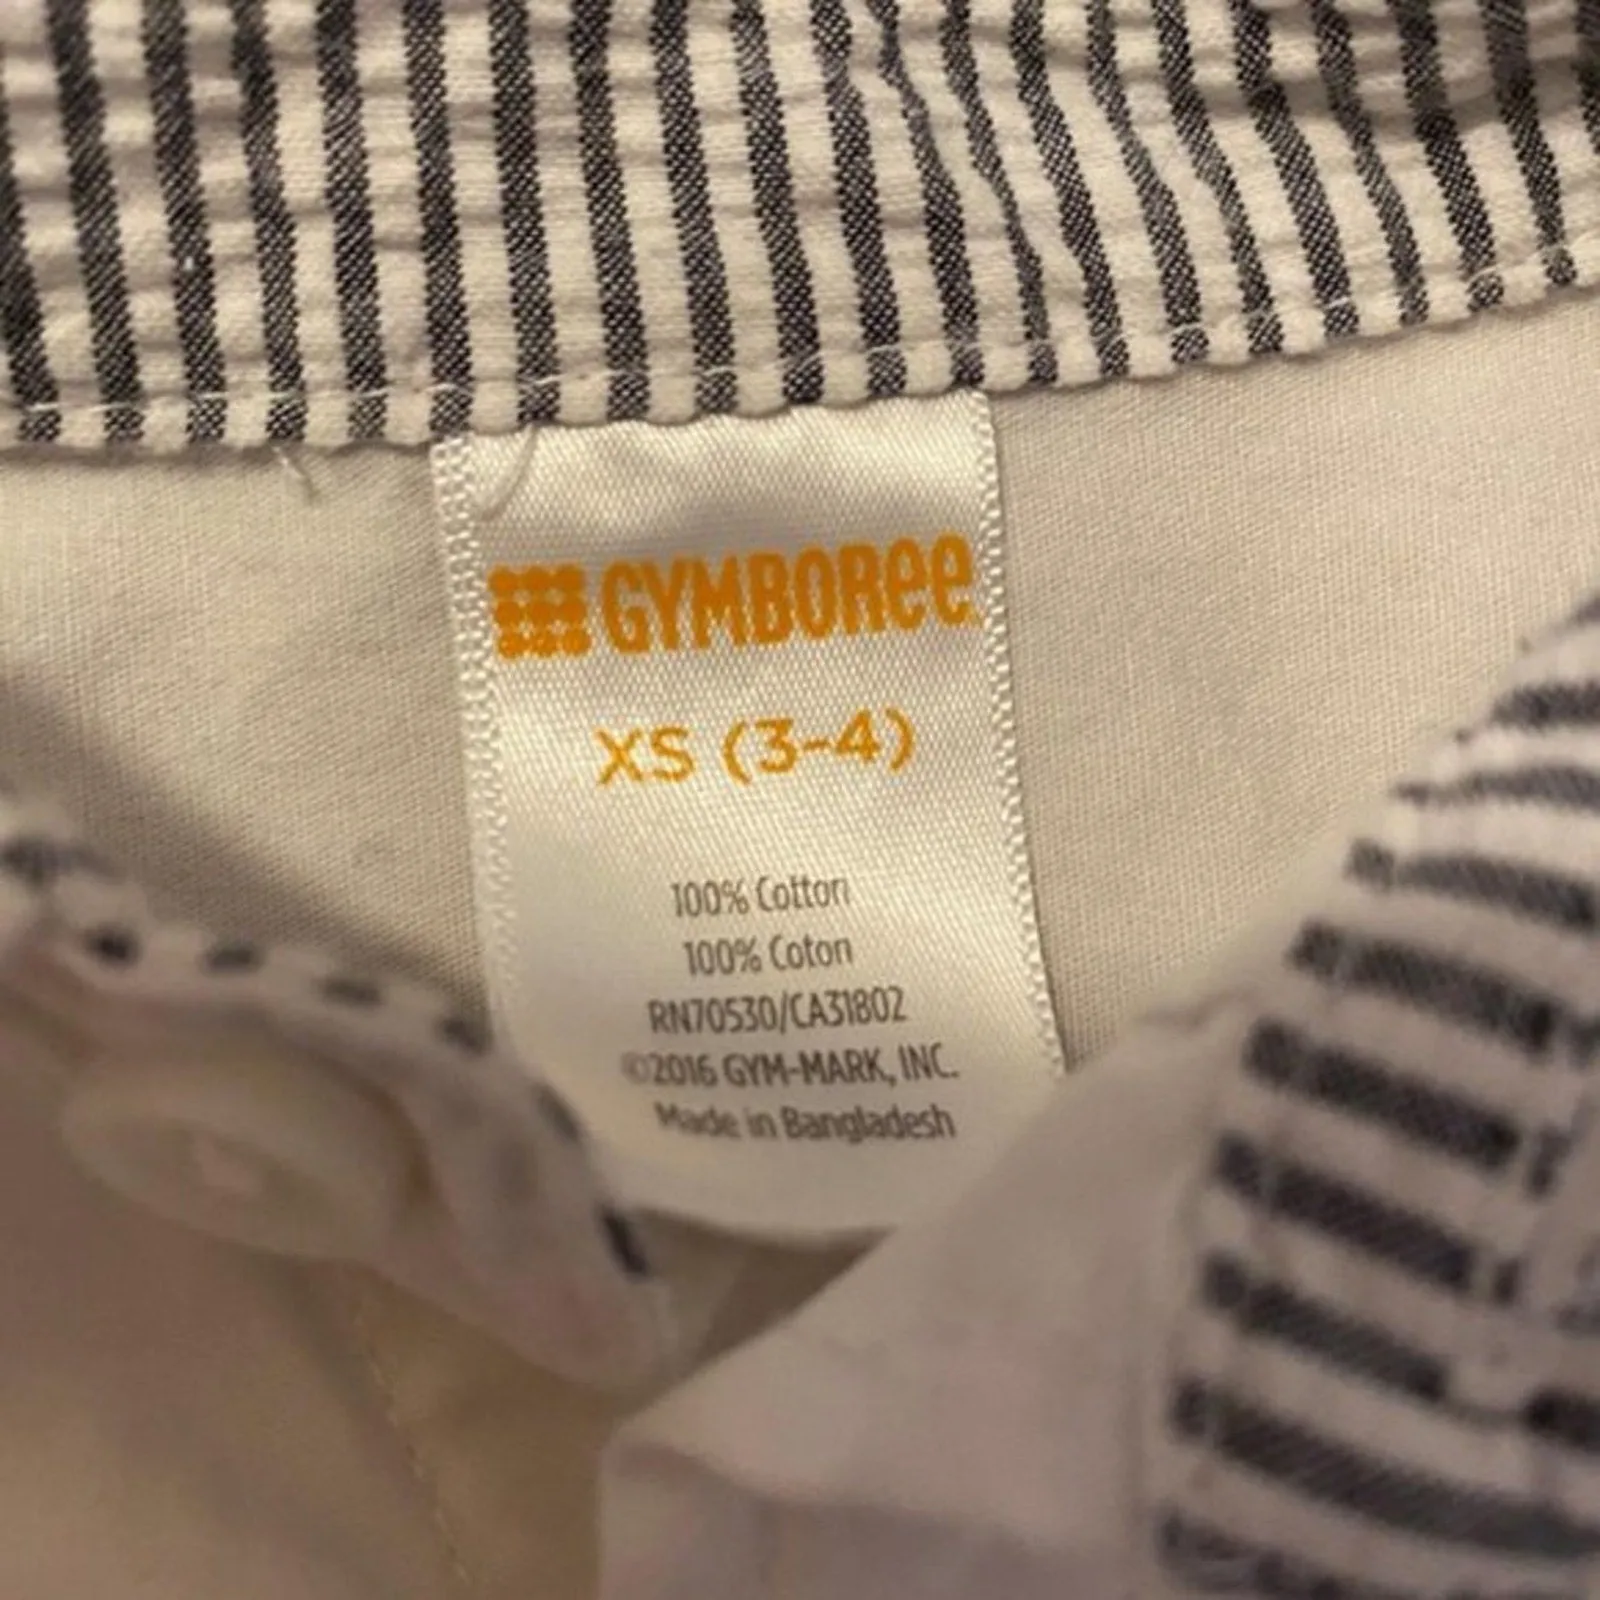 GYMBOREE
XS (3-4)
100% Cotton
100% Coton
RN70530/CA31802
©2016 GYM-MARK, INC.
Made in Bangladesh